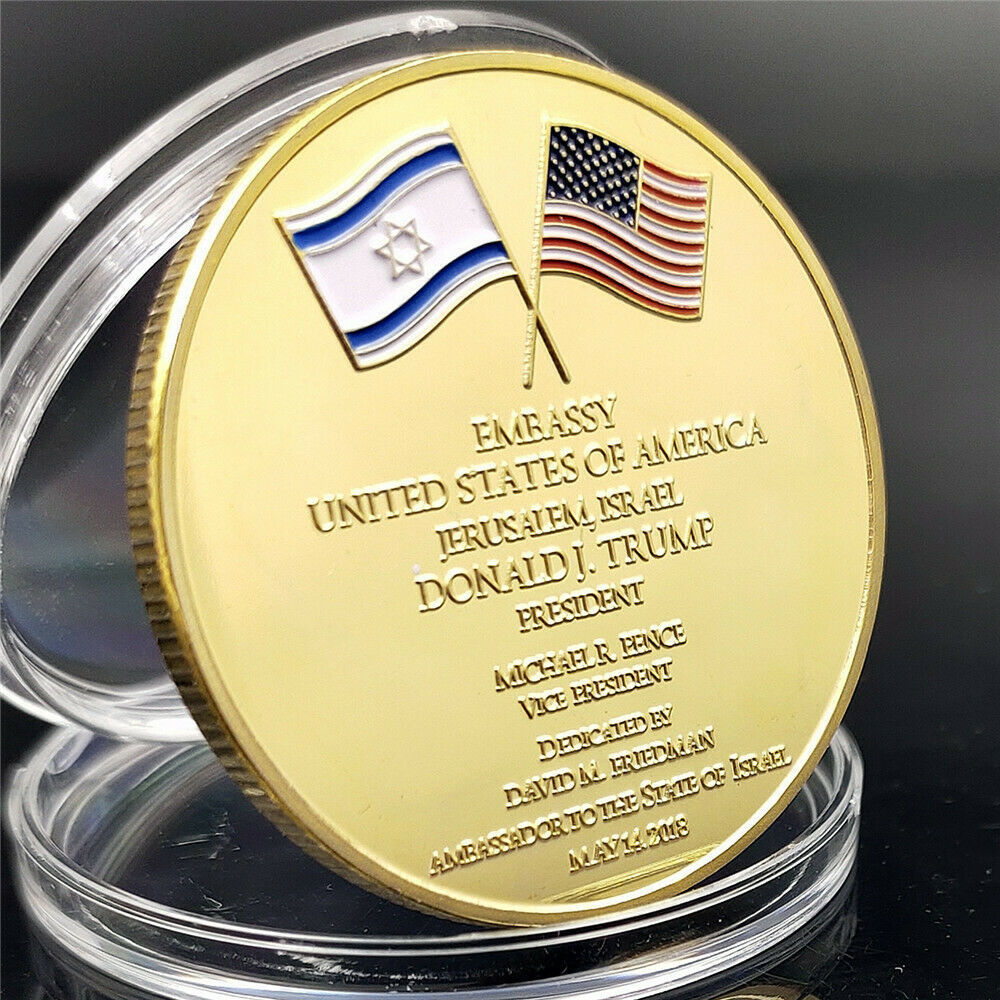 EMBASSY
UNITED STATES OF AMERICA
JERUSALEM, ISRAEL
DONALD J. TRUMP
PRESIDENT
MICHAEL R. PENCE
VICE PRESIDENT
DEDICATED BY
DAVID M. FRIEDMAN
AMBASSADOR TO THE STATE OF ISRAEL
MAY 14, 2018